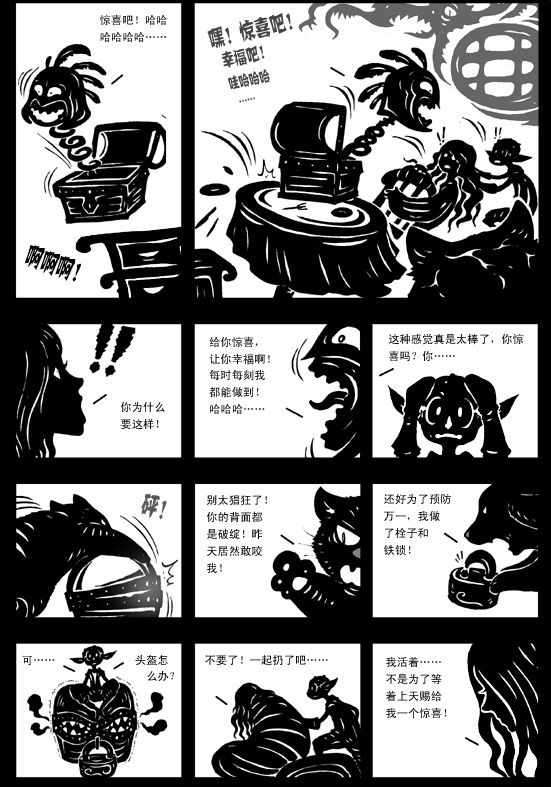 惊喜吧！哈哈
哈哈哈哈……
啊啊啊！
嘿！惊喜吧！
幸福吧！
哇哈哈哈
……
你为什么
要这样！
给你惊喜，
让你幸福啊！
每时每刻我
都能做到！
哈哈哈……
这种感觉真是太棒了，你惊
喜吗？你……
砰！
别太猖狂了！
你的背面都
是破绽！昨
天居然敢咬
我！
还好为了预防
万一，我做
了栓子和
铁锁！
可……
头盔怎
么办？
不要了！一起扔了吧……
我活着……
不是为了等
着上天赐给
我一个惊喜！